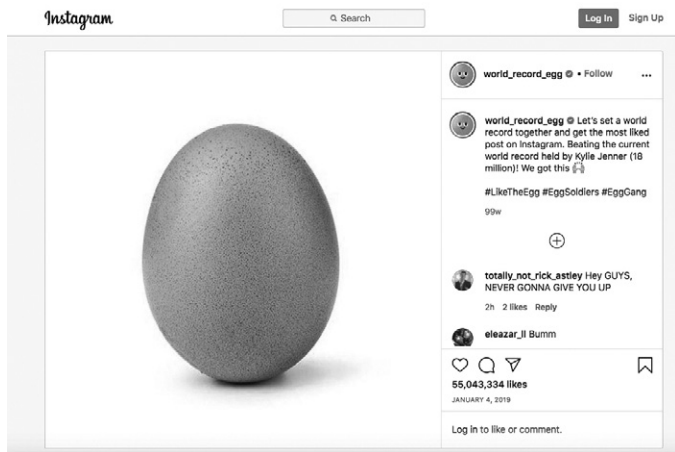 Instagram
Search
Log In
Sign Up
world_record_egg • Follow
world_record_egg Let's set a world
record together and get the most liked
post on Instagram. Beating the current
world record held by Kylie Jenner (18
million)! We got this 🙌
#LikeTheEgg #EggSoldiers #EggGang
99w
totally_not_rick_astley Hey GUYS,
NEVER GONNA GIVE YOU UP
2h 2 likes Reply
eleazar_ll Bumm
55,043,334 likes
JANUARY 4, 2019
Log in to like or comment.